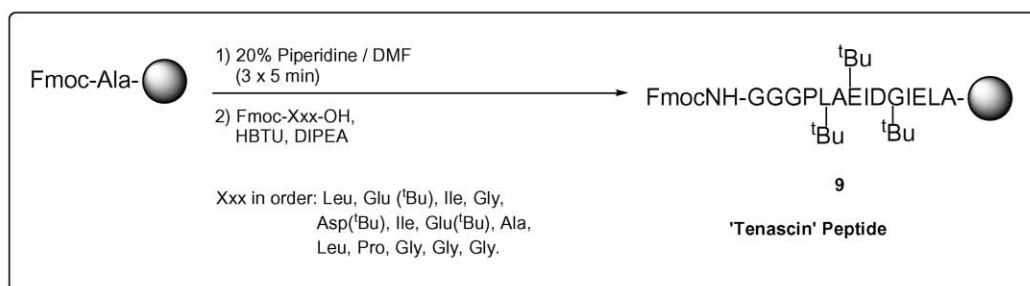 1) 20% Piperidine / DMF
(3 x 5 min)
2) Fmoc-Xxx-OH,
HBTU, DIPEA
Fmoc-Ala-
Xxx in order: Leu, Glu (ᵗBu), Ile, Gly,
Asp(ᵗBu), Ile, Glu(ᵗBu), Ala,
Leu, Pro, Gly, Gly, Gly.
ᵗBu
FmocNH-GGGPLAEIDGIELA-
ᵗBu ᵗBu
9
'Tenascin' Peptide